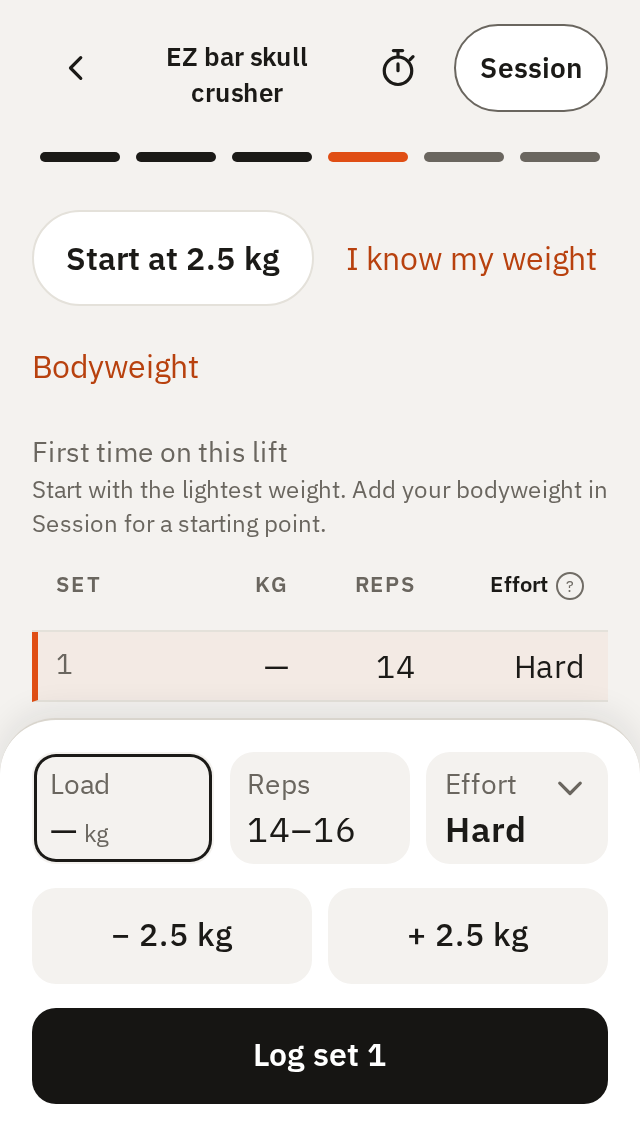 EZ bar skull
crusher
Session
Start at 2.5 kg
I know my weight
Bodyweight
First time on this lift
Start with the lightest weight. Add your bodyweight in
Session for a starting point.
SET KG REPS Effort ?
1 — 14 Hard
Load Reps Effort
— kg 14–16 Hard
− 2.5 kg + 2.5 kg
Log set 1